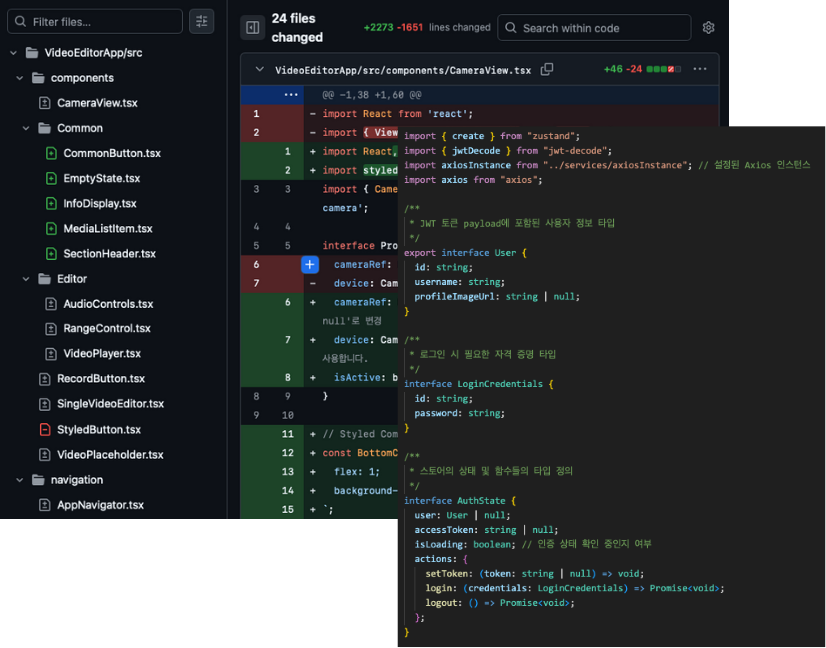 Filter files...
VideoEditorApp/src
components
CameraView.tsx
Common
CommonButton.tsx
EmptyState.tsx
InfoDisplay.tsx
MediaListItem.tsx
SectionHeader.tsx
Editor
AudioControls.tsx
RangeControl.tsx
VideoPlayer.tsx
RecordButton.tsx
SingleVideoEditor.tsx
StyledButton.tsx
VideoPlaceholder.tsx
navigation
AppNavigator.tsx
24 files
changed
+2273 -1651 lines changed
Search within code
VideoEditorApp/src/components/CameraView.tsx
+46 -24
@@ -1,38 +1,60 @@
1 - import React from 'react';
2 - import { View
1 + import React,
2 + import styled
3 3 import { Came
camera';
4 4
5 5 interface Pro
6 cameraRef:
7 - device: Cam
6 + cameraRef:
null'로 변경
7 + device: Cam
사용합니다.
8 + isActive: b
8 9 }
9 10
11 + // Styled Com
12 + const BottomC
13 + flex: 1;
14 + background-
15 + `;
import { create } from "zustand";
import { jwtDecode } from "jwt-decode";
import axiosInstance from "../services/axiosInstance"; // 설정된 Axios 인스턴스
import axios from "axios";
/**
* JWT 토큰 payload에 포함된 사용자 정보 타입
*/
export interface User {
id: string;
username: string;
profileImageUrl: string | null;
}
/**
* 로그인 시 필요한 자격 증명 타입
*/
interface LoginCredentials {
id: string;
password: string;
}
/**
* 스토어의 상태 및 함수들의 타입 정의
*/
interface AuthState {
user: User | null;
accessToken: string | null;
isLoading: boolean; // 인증 상태 확인 중인지 여부
actions: {
setToken: (token: string | null) => void;
login: (credentials: LoginCredentials) => Promise<void>;
logout: () => Promise<void>;
};
}